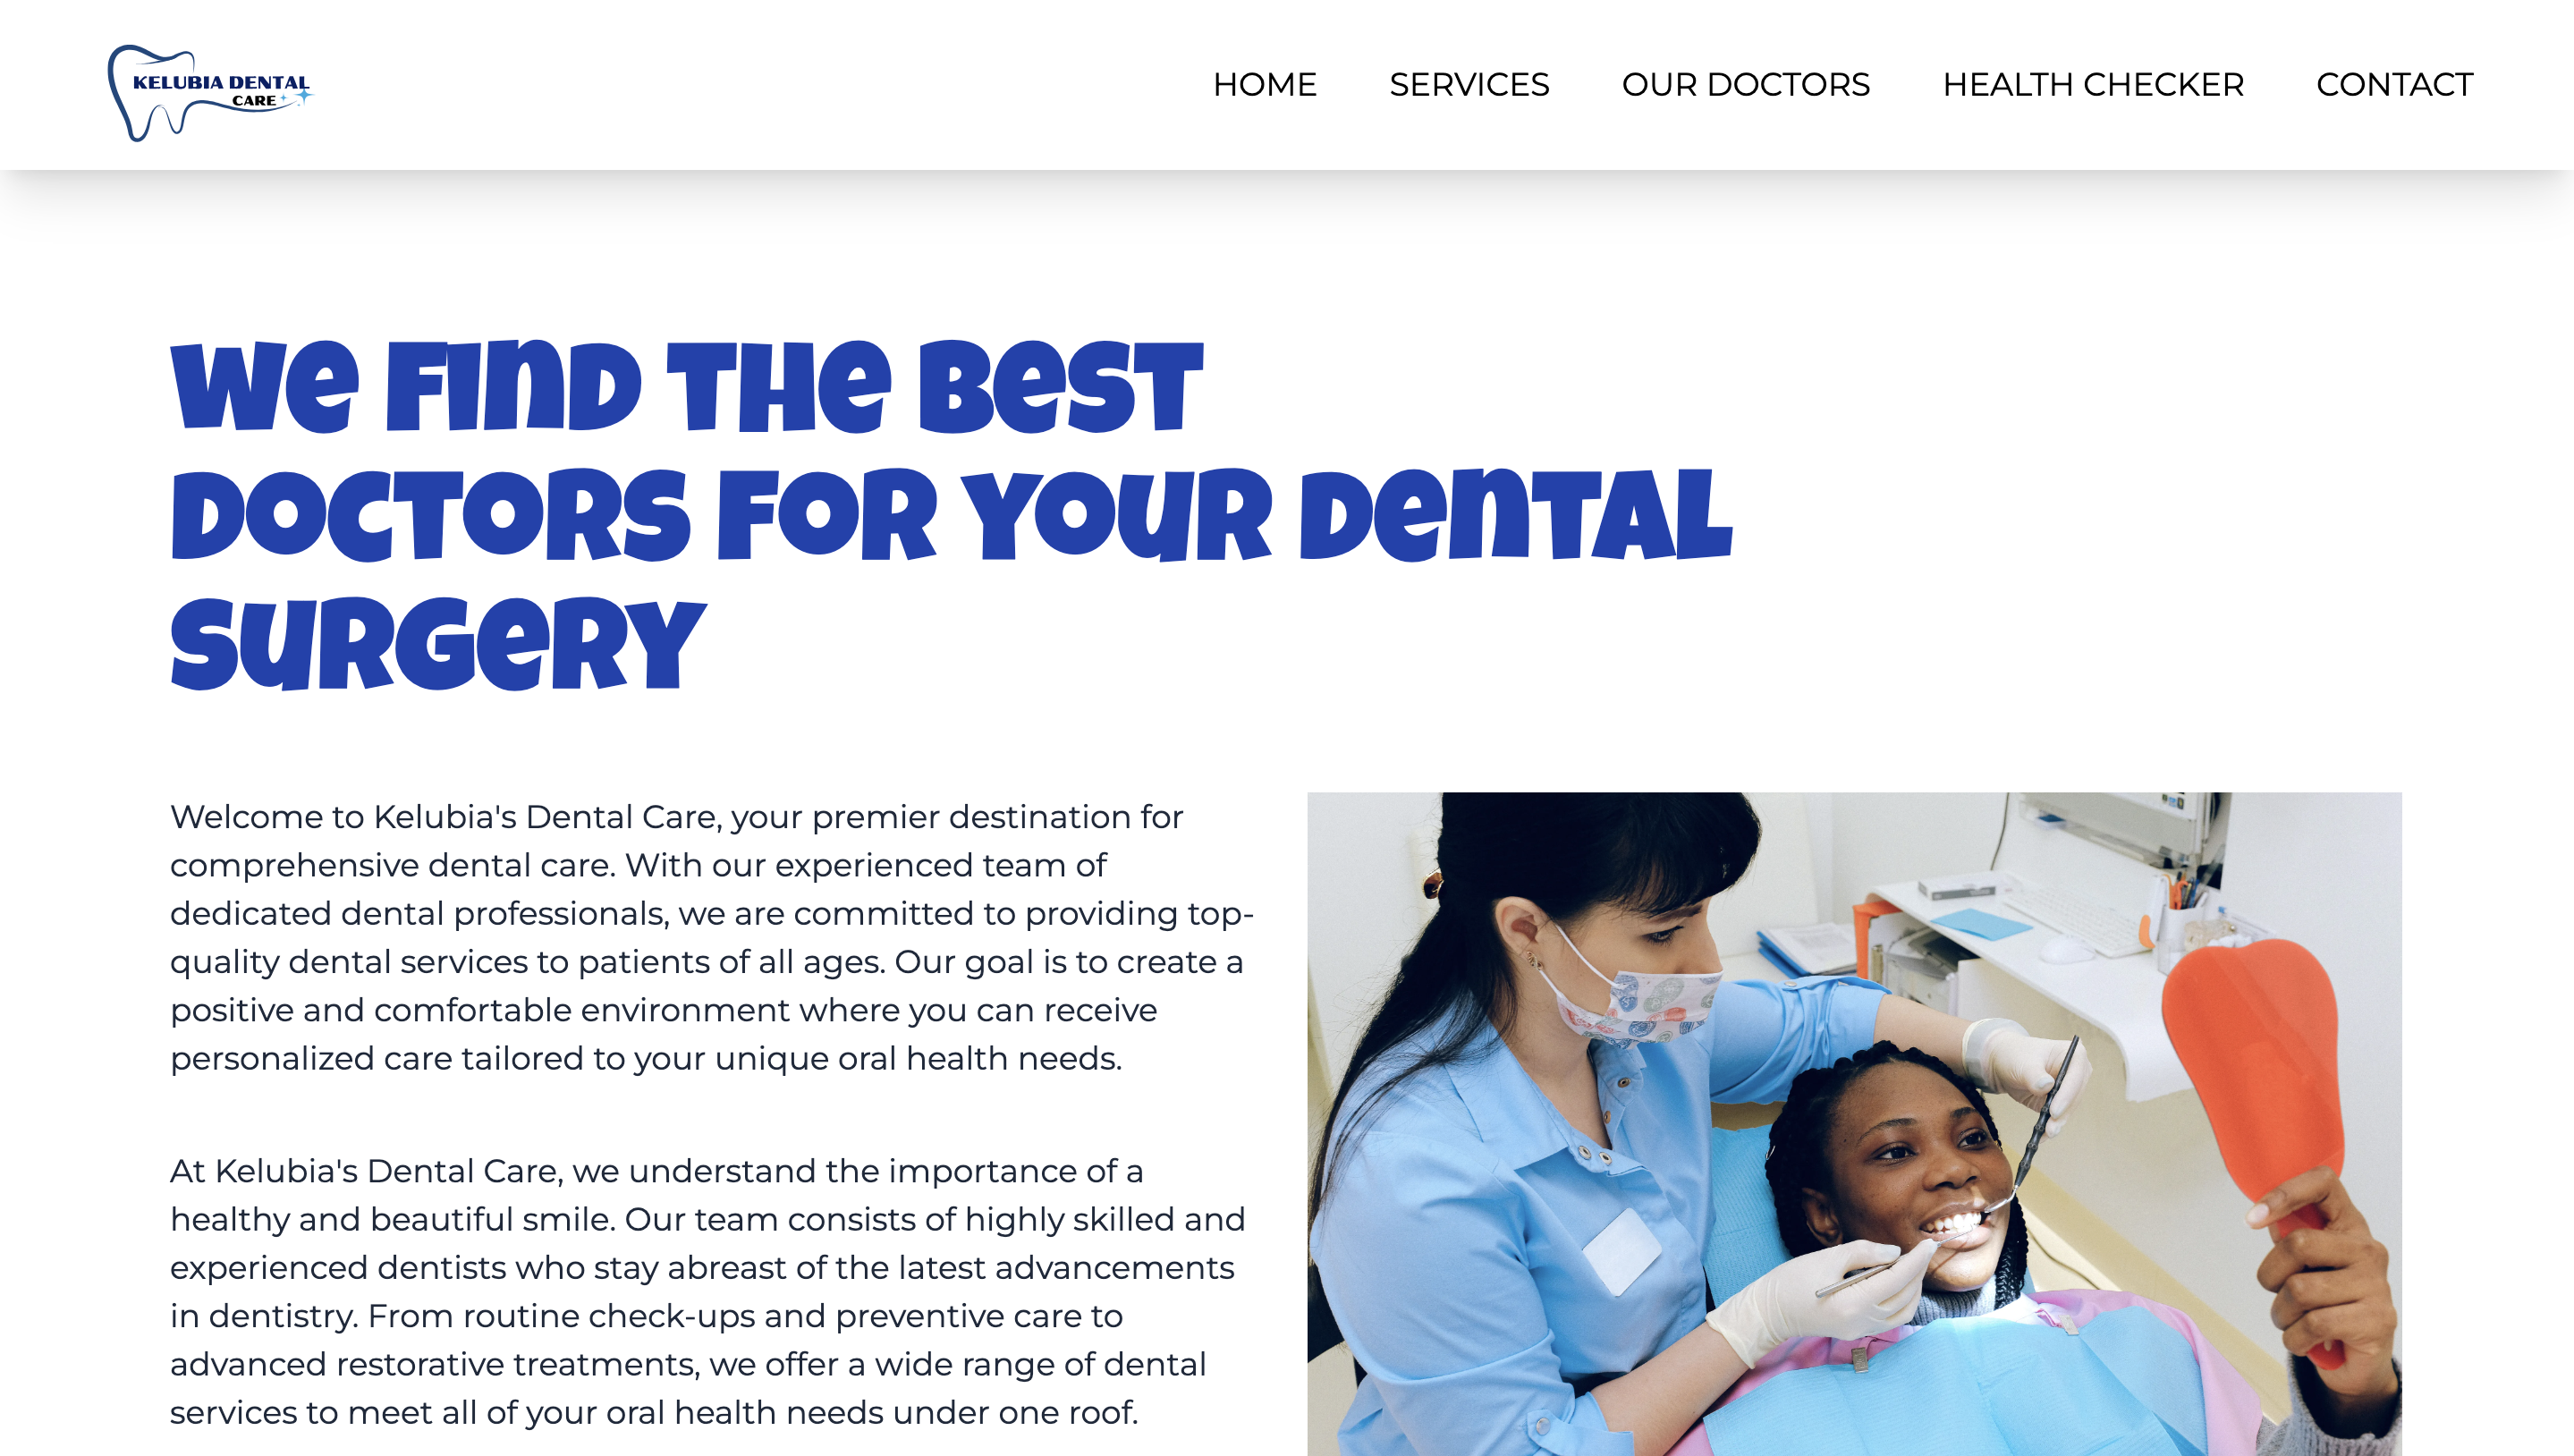 KELUBIA DENTAL
CARE
HOME SERVICES OUR DOCTORS HEALTH CHECKER CONTACT
We Find The Best
Doctors For Your Dental
Surgery
Welcome to Kelubia's Dental Care, your premier destination for
comprehensive dental care. With our experienced team of
dedicated dental professionals, we are committed to providing top-
quality dental services to patients of all ages. Our goal is to create a
positive and comfortable environment where you can receive
personalized care tailored to your unique oral health needs.
At Kelubia's Dental Care, we understand the importance of a
healthy and beautiful smile. Our team consists of highly skilled and
experienced dentists who stay abreast of the latest advancements
in dentistry. From routine check-ups and preventive care to
advanced restorative treatments, we offer a wide range of dental
services to meet all of your oral health needs under one roof.